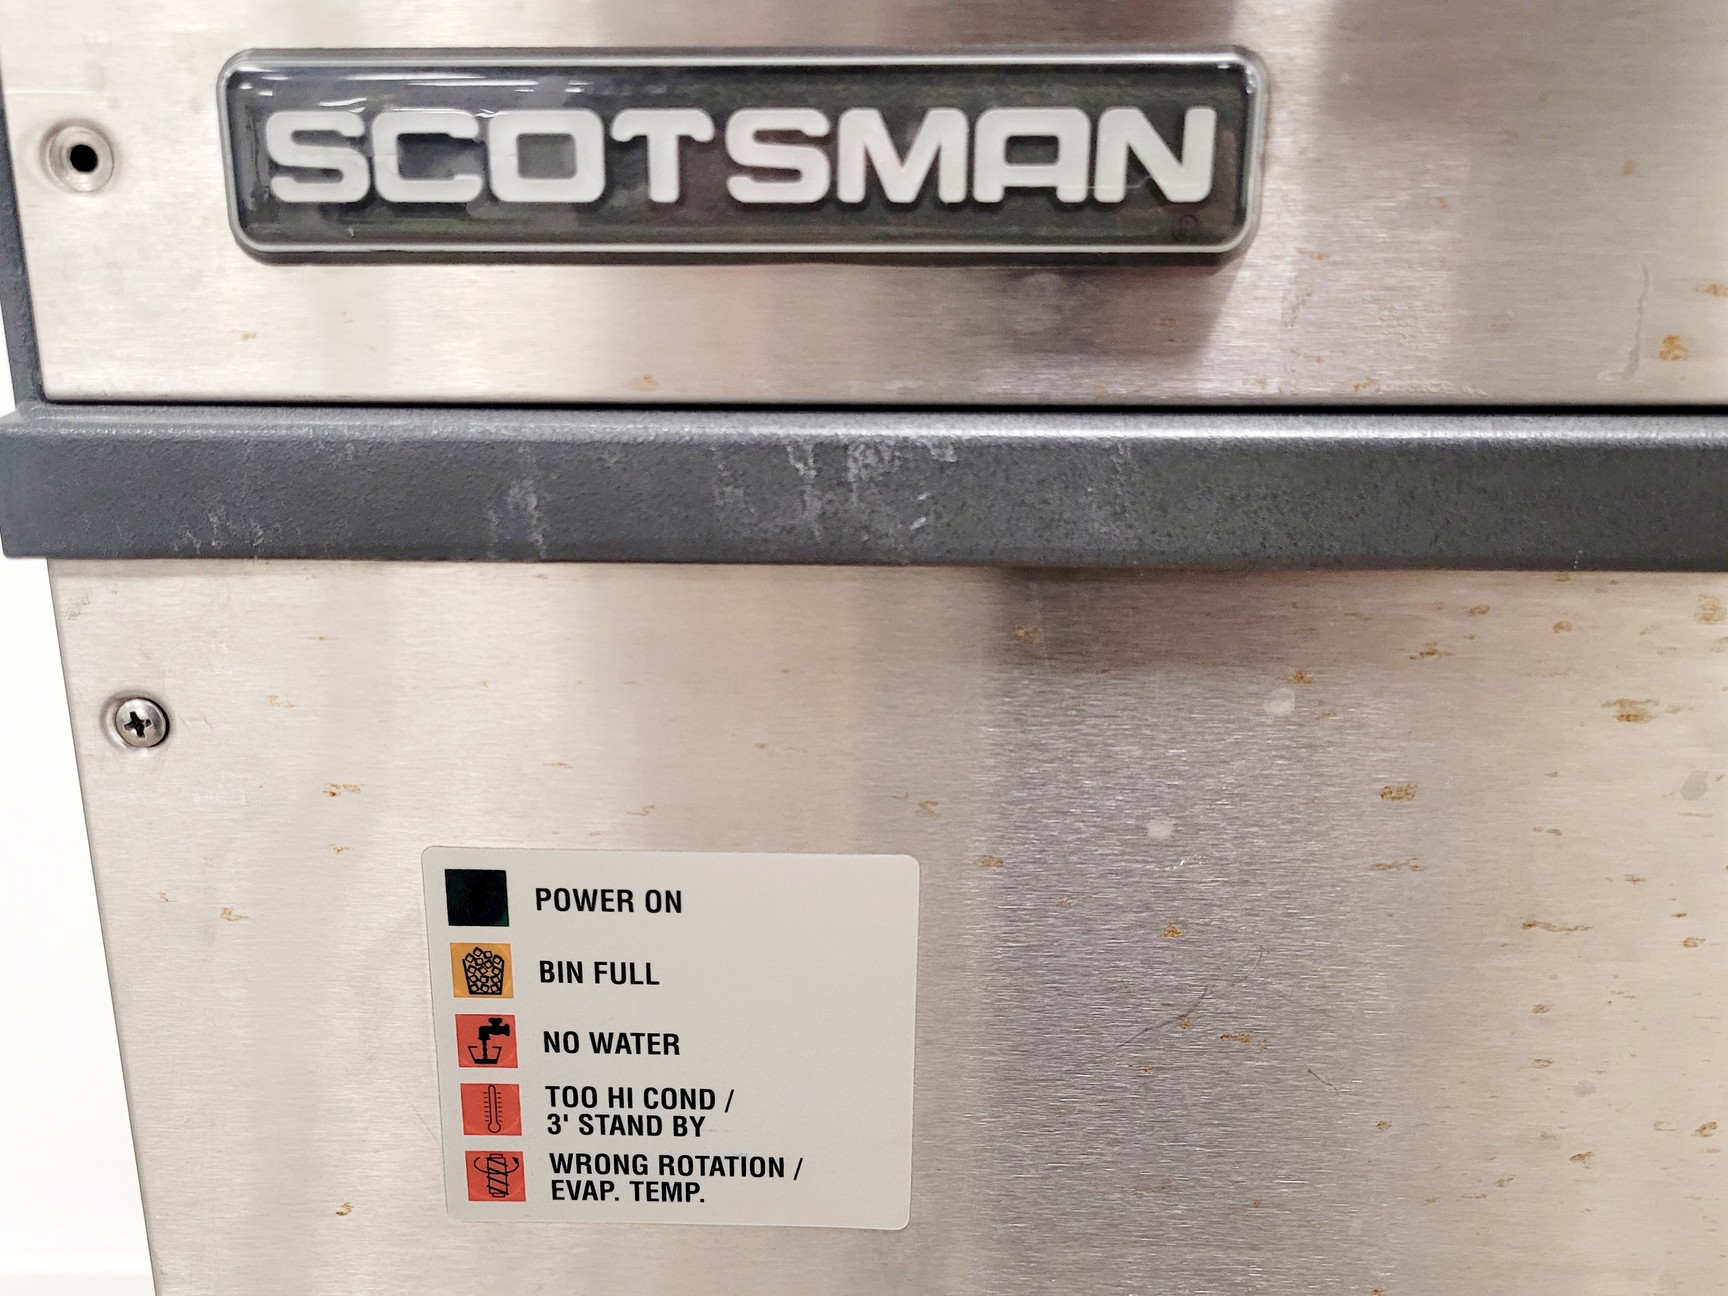 SCOTSMAN
POWER ON
BIN FULL
NO WATER
TOO HI COND /
3' STAND BY
WRONG ROTATION /
EVAP. TEMP.